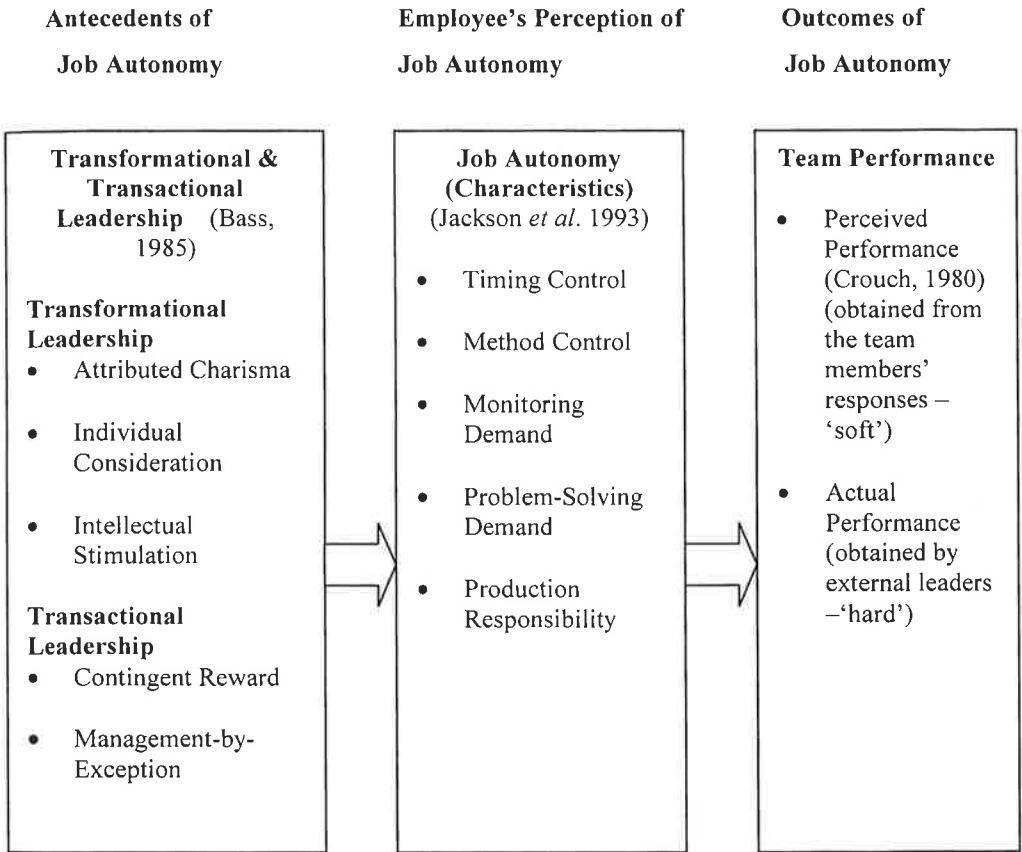 Antecedents of
Job Autonomy
Employee's Perception of
Job Autonomy
Outcomes of
Job Autonomy
Transformational &
Transactional
Leadership (Bass,
1985)
Transformational
Leadership
• Attributed Charisma
• Individual
Consideration
• Intellectual
Stimulation
Transactional
Leadership
• Contingent Reward
• Management-by-
Exception
Job Autonomy
(Characteristics)
(Jackson et al. 1993)
• Timing Control
• Method Control
• Monitoring
Demand
• Problem-Solving
Demand
• Production
Responsibility
Team Performance
• Perceived
Performance
(Crouch, 1980)
(obtained from
the team
members'
responses –
'soft')
• Actual
Performance
(obtained by
external leaders
–'hard')